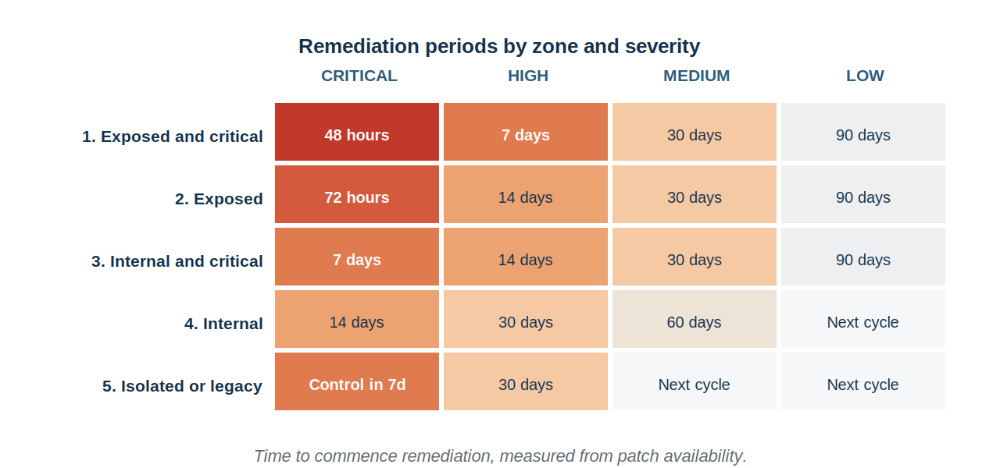 Remediation periods by zone and severity
CRITICAL HIGH MEDIUM LOW
1. Exposed and critical 48 hours 7 days 30 days 90 days
2. Exposed 72 hours 14 days 30 days 90 days
3. Internal and critical 7 days 14 days 30 days 90 days
4. Internal 14 days 30 days 60 days Next cycle
5. Isolated or legacy Control in 7d 30 days Next cycle Next cycle
Time to commence remediation, measured from patch availability.